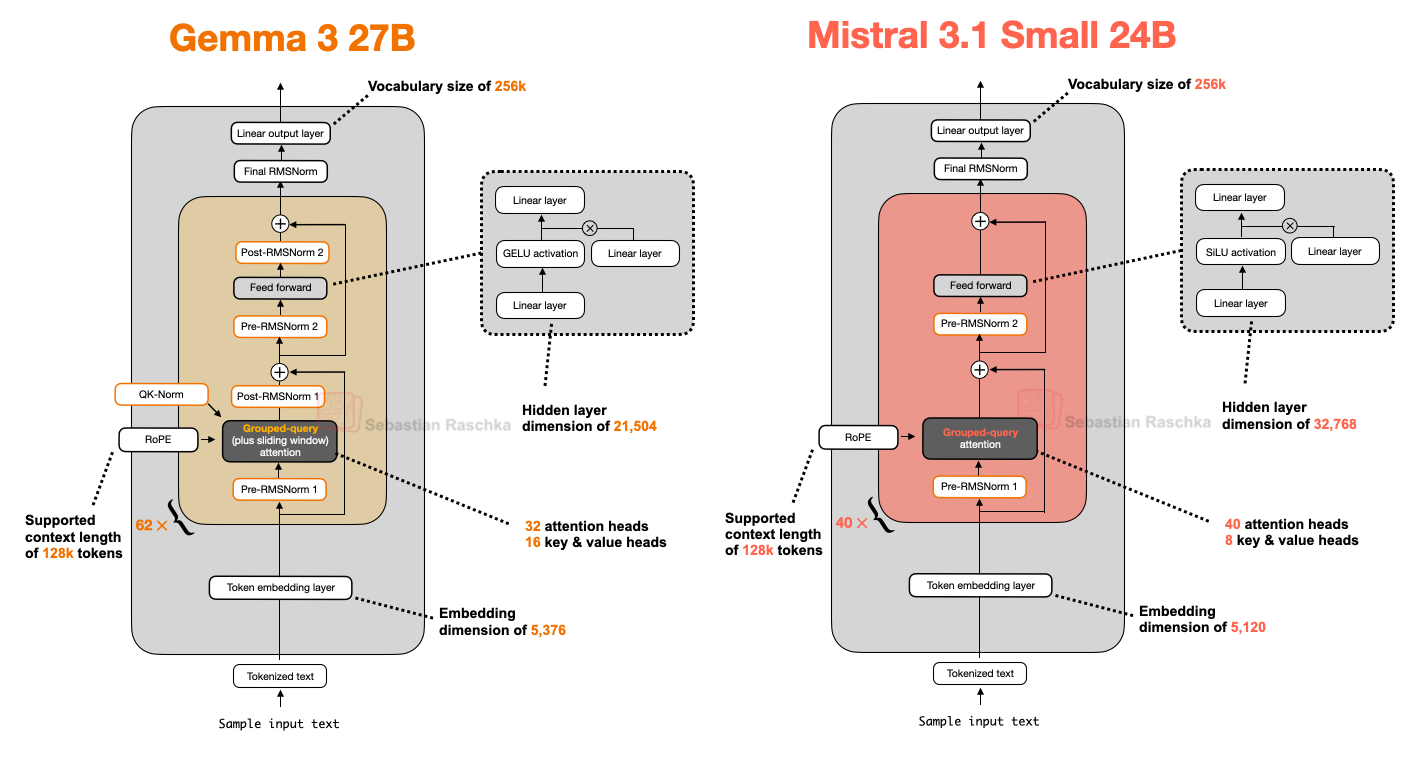 Gemma 3 27B
Vocabulary size of 256k
Linear output layer
Final RMSNorm
Post-RMSNorm 2
Feed forward
Pre-RMSNorm 2
Linear layer
GELU activation
Linear layer
Linear layer
Hidden layer
dimension of 21,504
QK-Norm
Post-RMSNorm 1
RoPE
Grouped-query
(plus sliding window)
attention
Sebastian Raschka
Pre-RMSNorm 1
Supported
context length
of 128k tokens
62 ×
32 attention heads
16 key & value heads
Token embedding layer
Embedding
dimension of 5,376
Tokenized text
Sample input text
Mistral 3.1 Small 24B
Vocabulary size of 256k
Linear output layer
Final RMSNorm
Feed forward
Pre-RMSNorm 2
Linear layer
SiLU activation
Linear layer
Linear layer
Hidden layer
dimension of 32,768
RoPE
Grouped-query
attention
Sebastian Raschka
Pre-RMSNorm 1
Supported
context length
of 128k tokens
40 ×
40 attention heads
8 key & value heads
Token embedding layer
Embedding
dimension of 5,120
Tokenized text
Sample input text